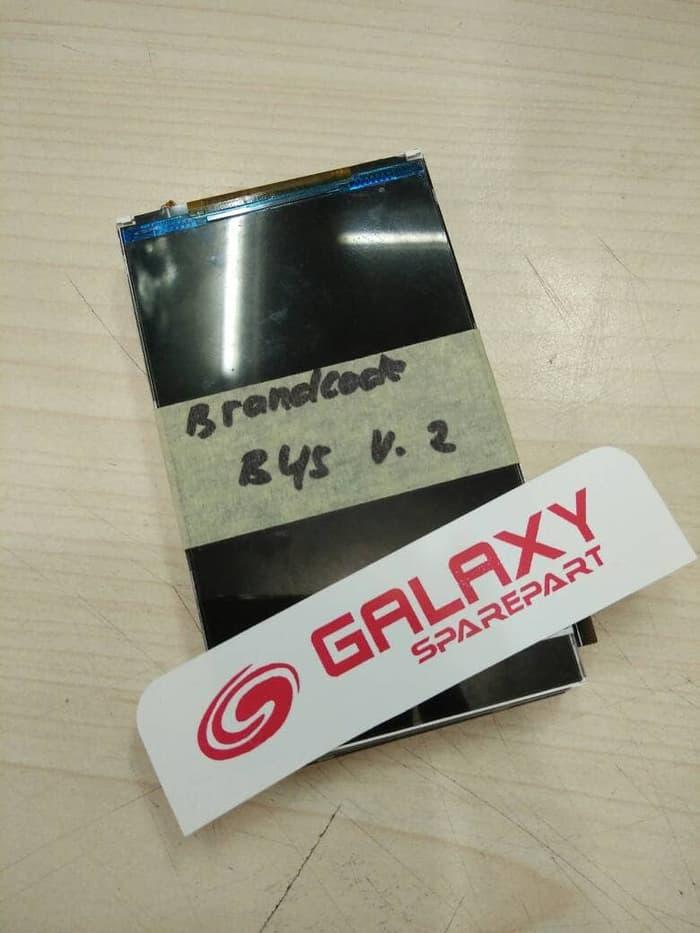 Brandcode
B4S V. 2
GALAXY
SPAREPART